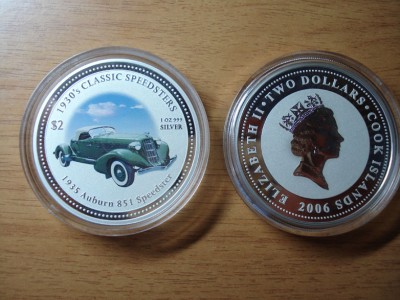 1930's CLASSIC SPEEDSTERS
$2
1 OZ 999
SILVER
1935 Auburn 851 Speedster
ELIZABETH II • TWO DOLLARS • COOK ISLANDS
2006